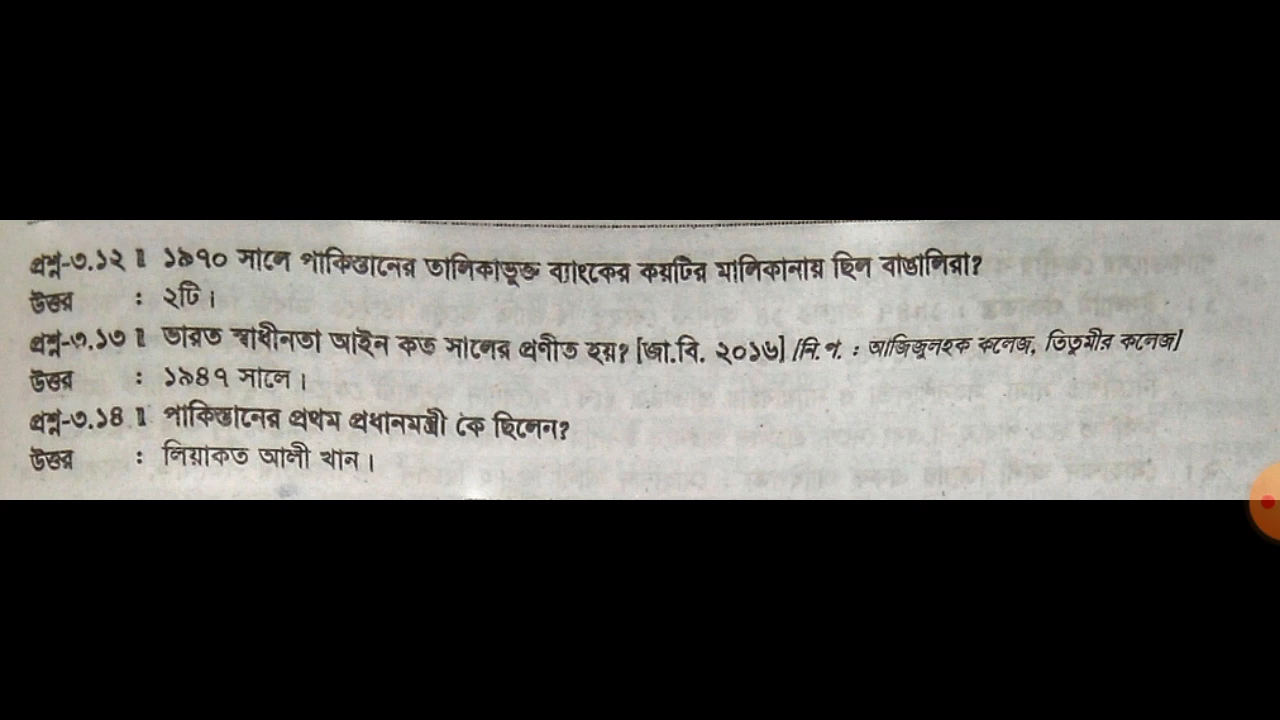 প্রশ্ন-৩.১২ ॥ ১৯৭০ সালে পাকিস্তানের তালিকাভুক্ত ব্যাংকের কয়টির মালিকানায় ছিল বাঙালিরা?
উত্তর : ২টি।
প্রশ্ন-৩.১৩ ॥ ভারত স্বাধীনতা আইন কত সালের প্রণীত হয়? [জা.বি. ২০১৬] [নি.প. : আজিজুলহক কলেজ, তিতুমীর কলেজ]
উত্তর : ১৯৪৭ সালে।
প্রশ্ন-৩.১৪ ॥ পাকিস্তানের প্রথম প্রধানমন্ত্রী কে ছিলেন?
উত্তর : লিয়াকত আলী খান।